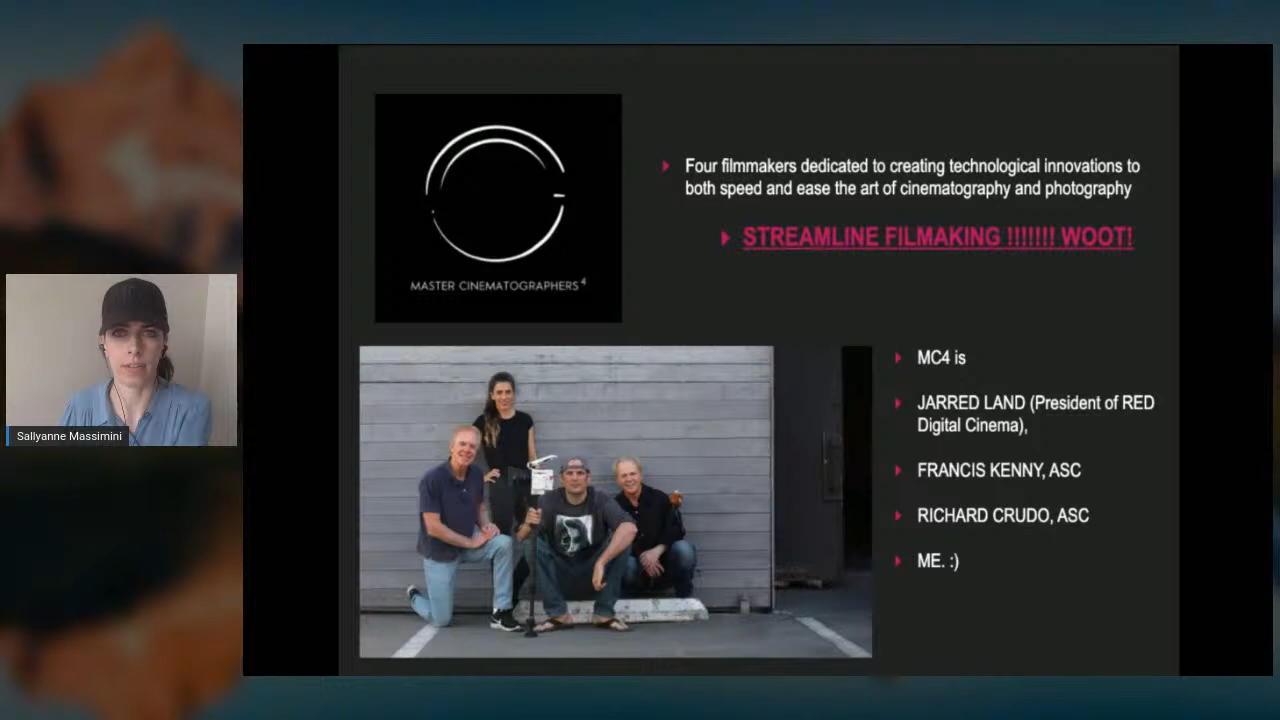 Four filmmakers dedicated to creating technological innovations to
both speed and ease the art of cinematography and photography
STREAMLINE FILMAKING !!!!!!! WOOT!
MASTER CINEMATOGRAPHERS4
MC4 is
JARRED LAND (President of RED
Digital Cinema),
FRANCIS KENNY, ASC
RICHARD CRUDO, ASC
ME. :)
Sallyanne Massimini